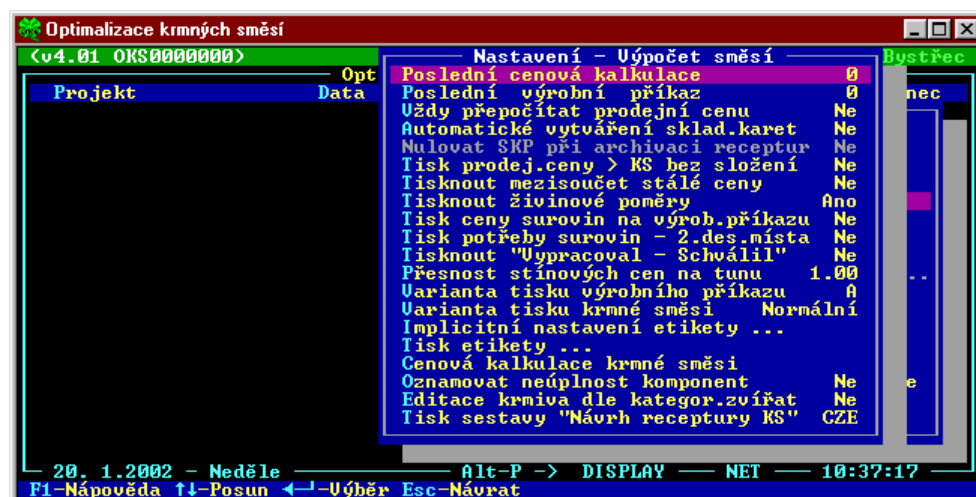 Optimalizace krmných směsí
(v4.01 OKS0000000)
Bystřec
Opt
Projekt Data
nec
Nastavení - Výpočet směsí
Poslední cenová kalkulace 0
Poslední výrobní příkaz 0
Vždy přepočítat prodejní cenu Ne
Automatické vytváření sklad.karet Ne
Nulovat SKP při archivaci receptur Ne
Tisk prodej.ceny > KS bez složení Ne
Tisknout mezisoučet stálé ceny Ne
Tisknout živinové poměry Ano
Tisk ceny surovin na výrob.příkazu Ne
Tisk potřeby surovin - 2.des.místa Ne
Tisknout "Vypracoval - Schválil" Ne
Přesnost stínových cen na tunu 1.00
..
Varianta tisku výrobního příkazu A
Varianta tisku krmné směsi Normální
Implicitní nastavení etikety ...
Tisk etikety ...
Cenová kalkulace krmné směsi
Oznamovat neúplnost komponent Ne
e
Editace krmiva dle kategor.zvířat Ne
Tisk sestavy "Návrh receptury KS" CZE
20. 1.2002 - Neděle Alt-P -> DISPLAY NET 10:37:17
F1-Nápověda ↑↓-Posun ◄─┘-Výběr Esc-Návrat